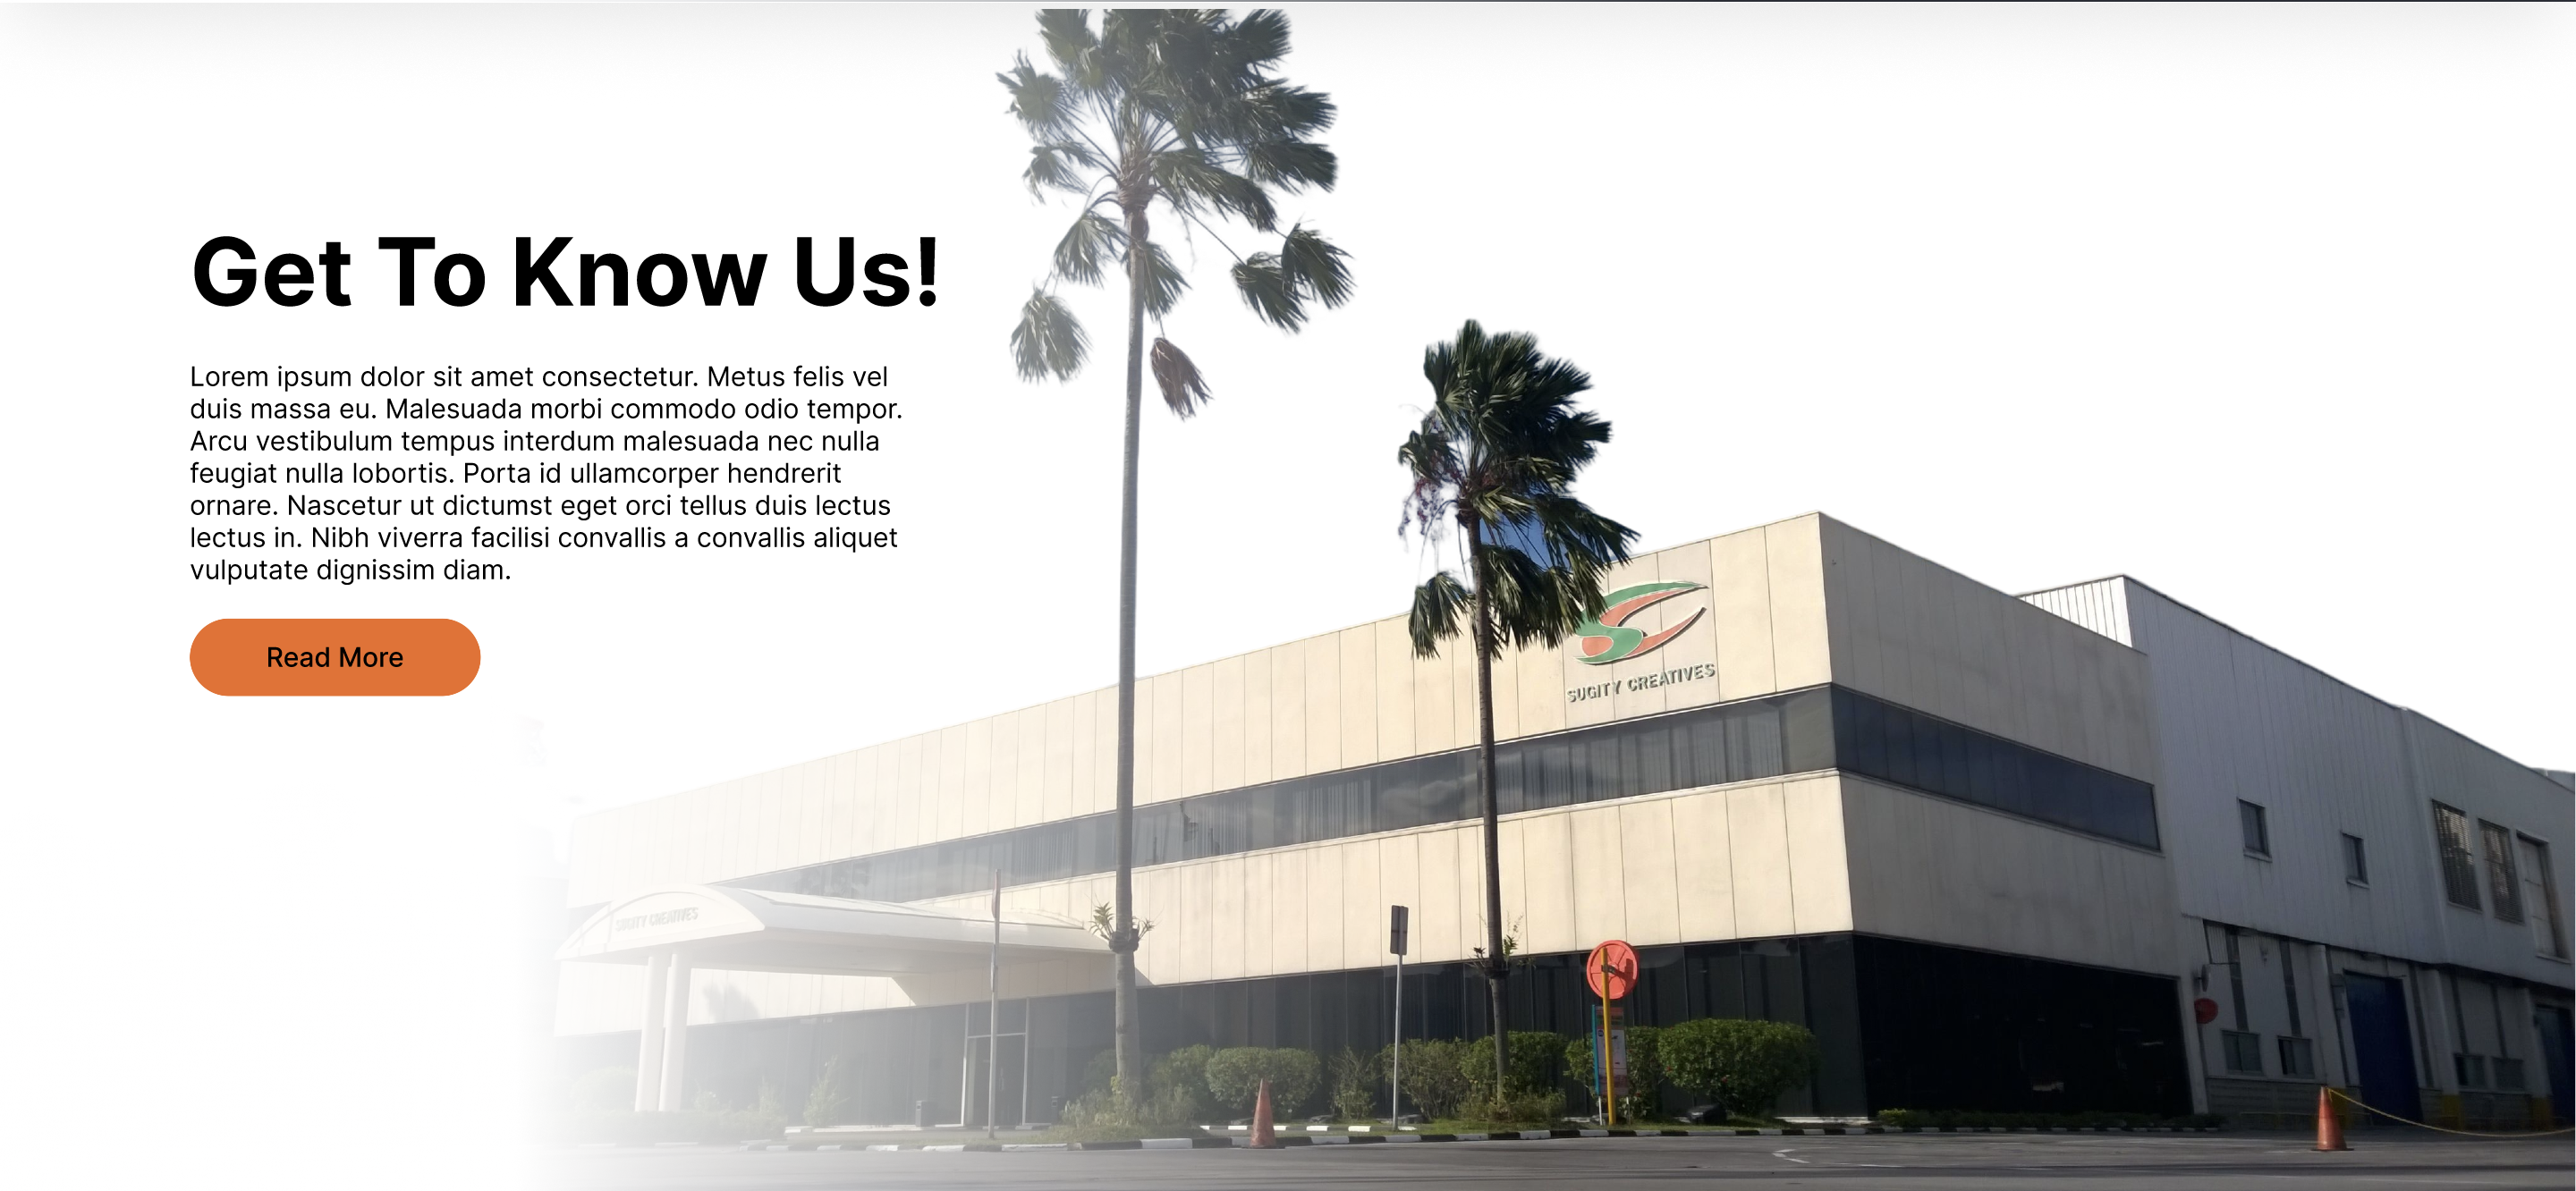 Get To Know Us!
Lorem ipsum dolor sit amet consectetur. Metus felis vel
duis massa eu. Malesuada morbi commodo odio tempor.
Arcu vestibulum tempus interdum malesuada nec nulla
feugiat nulla lobortis. Porta id ullamcorper hendrerit
ornare. Nascetur ut dictumst eget orci tellus duis lectus
lectus in. Nibh viverra facilisi convallis a convallis aliquet
vulputate dignissim diam.
Read More
SUGITY CREATIVES
SUGITY CREATIVES